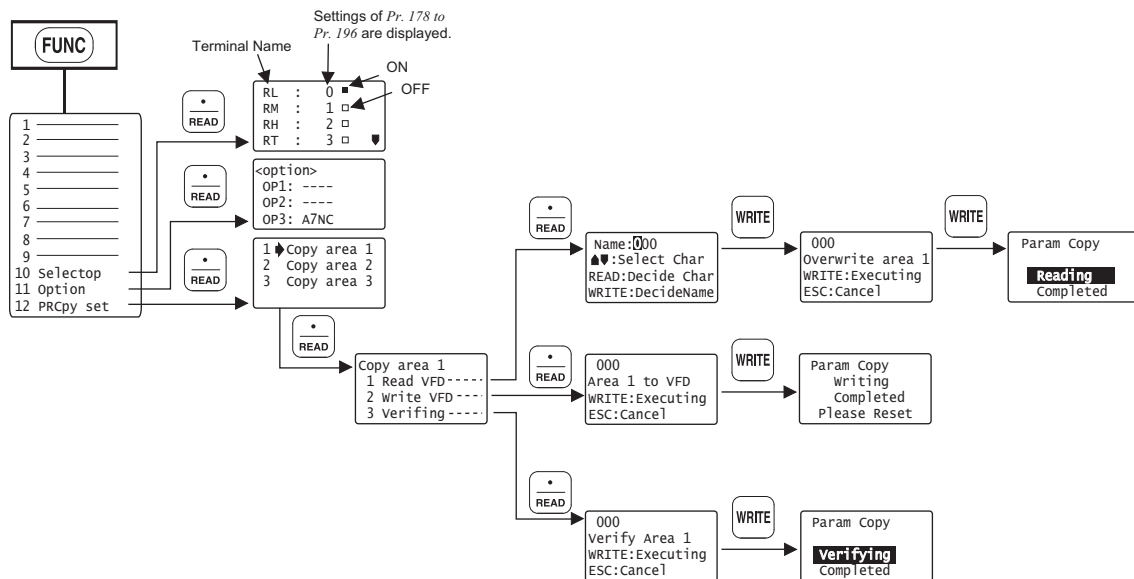 FUNC
1
2
3
4
5
6
7
8
9
10 Selectop
11 Option
12 PRCpy set
Terminal Name
Settings of Pr. 178 to
Pr. 196 are displayed.
ON
OFF
READ
RL : 0
RM : 1
RH : 2
RT : 3
READ
<option>
OP1: ----
OP2: ----
OP3: A7NC
READ
1 Copy area 1
2 Copy area 2
3 Copy area 3
READ
Copy area 1
1 Read VFD-----
2 Write VFD----
3 Verifing-----
READ
Name:000
:Select Char
READ:Decide Char
WRITE:DecideName
WRITE
000
Overwrite area 1
WRITE:Executing
ESC:Cancel
WRITE
Param Copy
Reading
Completed
READ
000
Area 1 to VFD
WRITE:Executing
ESC:Cancel
WRITE
Param Copy
Writing
Completed
Please Reset
READ
000
Verify Area 1
WRITE:Executing
ESC:Cancel
WRITE
Param Copy
Verifying
Completed